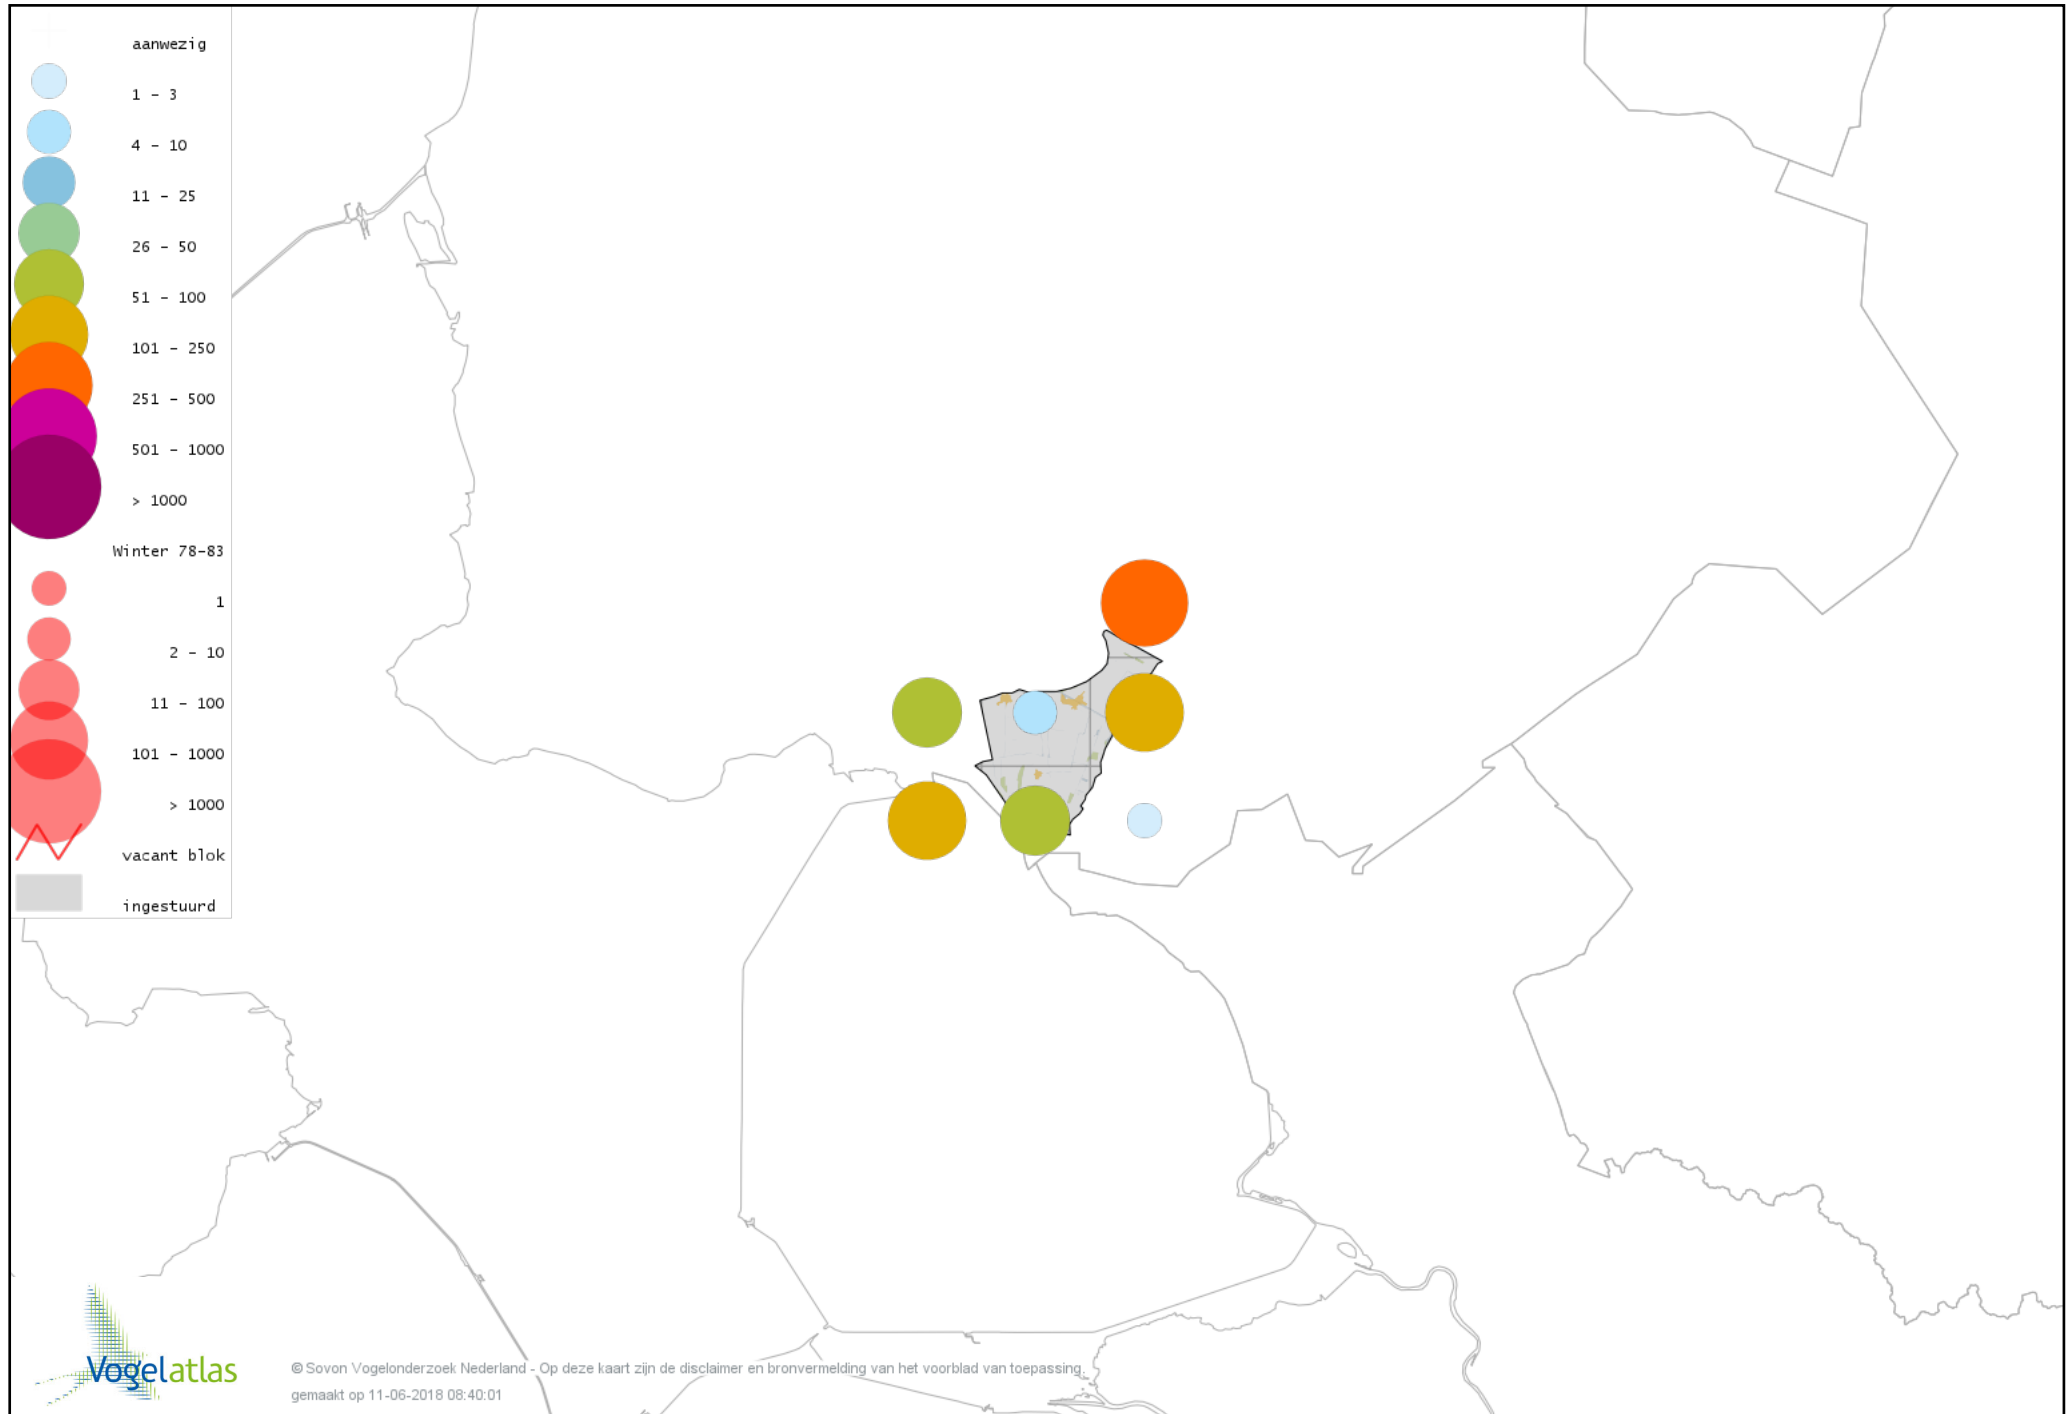 aanwezig
1 - 3
4 - 10
11 - 25
26 - 50
51 - 100
101 - 250
251 - 500
501 - 1000
> 1000
Winter 78-83
1
2 - 10
11 - 100
101 - 1000
> 1000
vacant blok
ingestuurd
Vogelatlas
© Sovon Vogelonderzoek Nederland - Op deze kaart zijn de disclaimer en bronvermelding van het voorblad van toepassing.
gemaakt op 11-06-2018 08:40:01